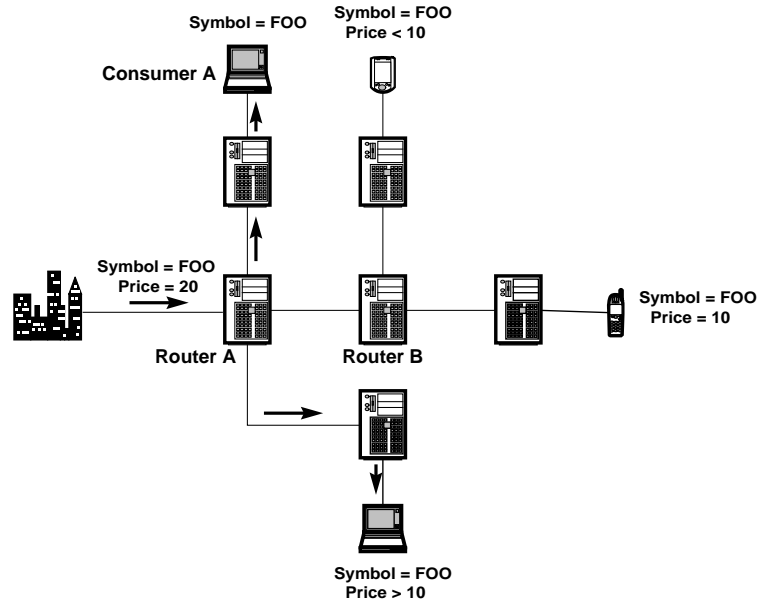 Symbol = FOO
Symbol = FOO
Price < 10
Consumer A
Symbol = FOO
Price = 20
Symbol = FOO
Price = 10
Router A
Router B
Symbol = FOO
Price > 10